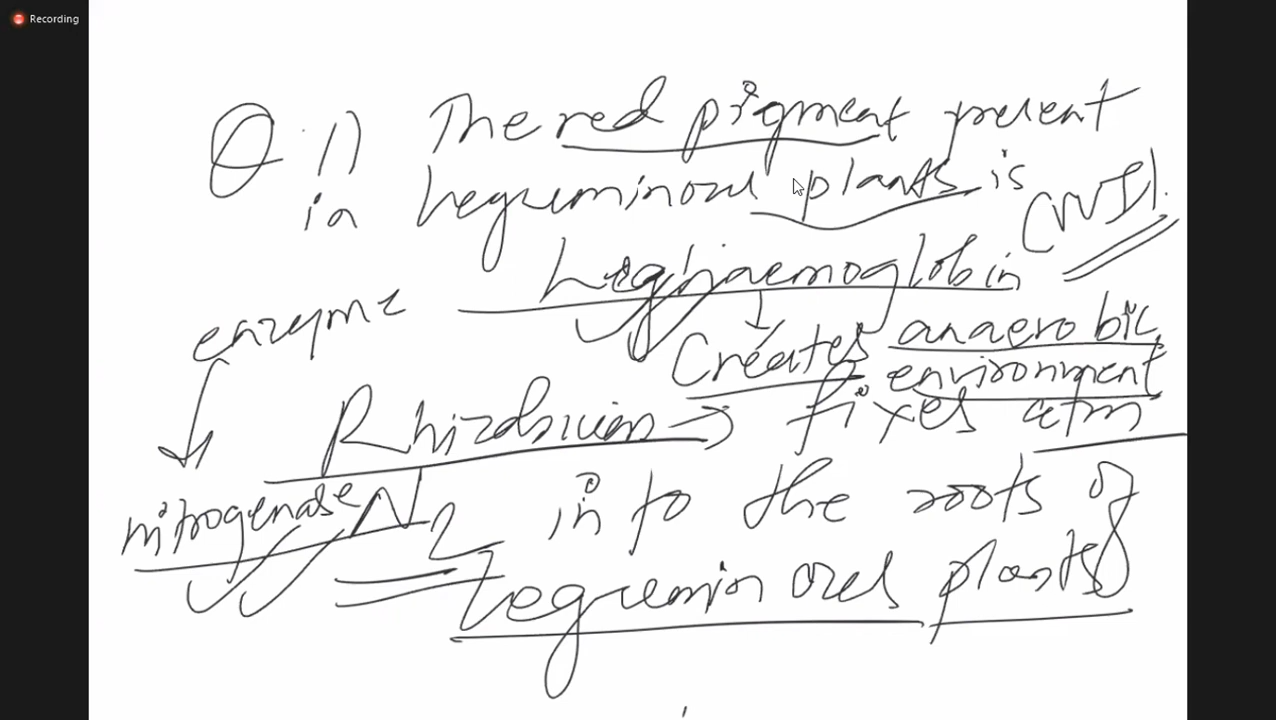 Recording
Q 1) The red pigment present
in leguminous plants is
Leghaemoglobin
enzyme
Creates anaerobic
environment
Rhizobium → fixes atm
nitrogenase N2 in to the roots of
Leguminous plants